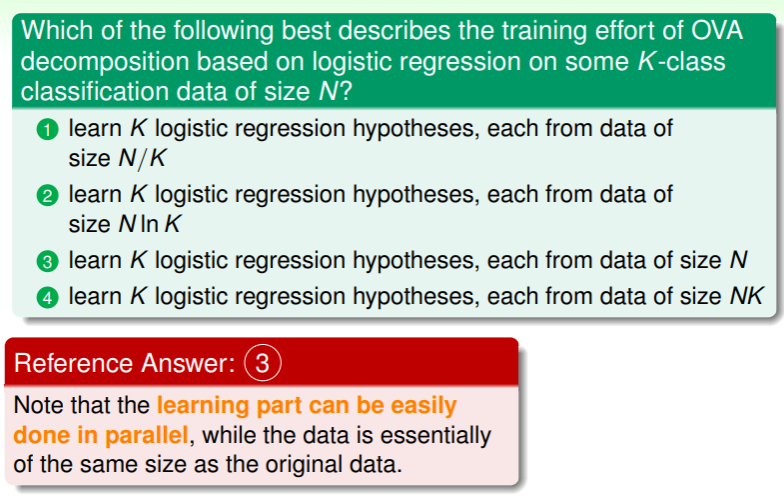 Which of the following best describes the training effort of OVA
decomposition based on logistic regression on some K-class
classification data of size N?
1 learn K logistic regression hypotheses, each from data of
size N/K
2 learn K logistic regression hypotheses, each from data of
size N ln K
3 learn K logistic regression hypotheses, each from data of size N
4 learn K logistic regression hypotheses, each from data of size NK
Reference Answer: 3
Note that the learning part can be easily
done in parallel, while the data is essentially
of the same size as the original data.